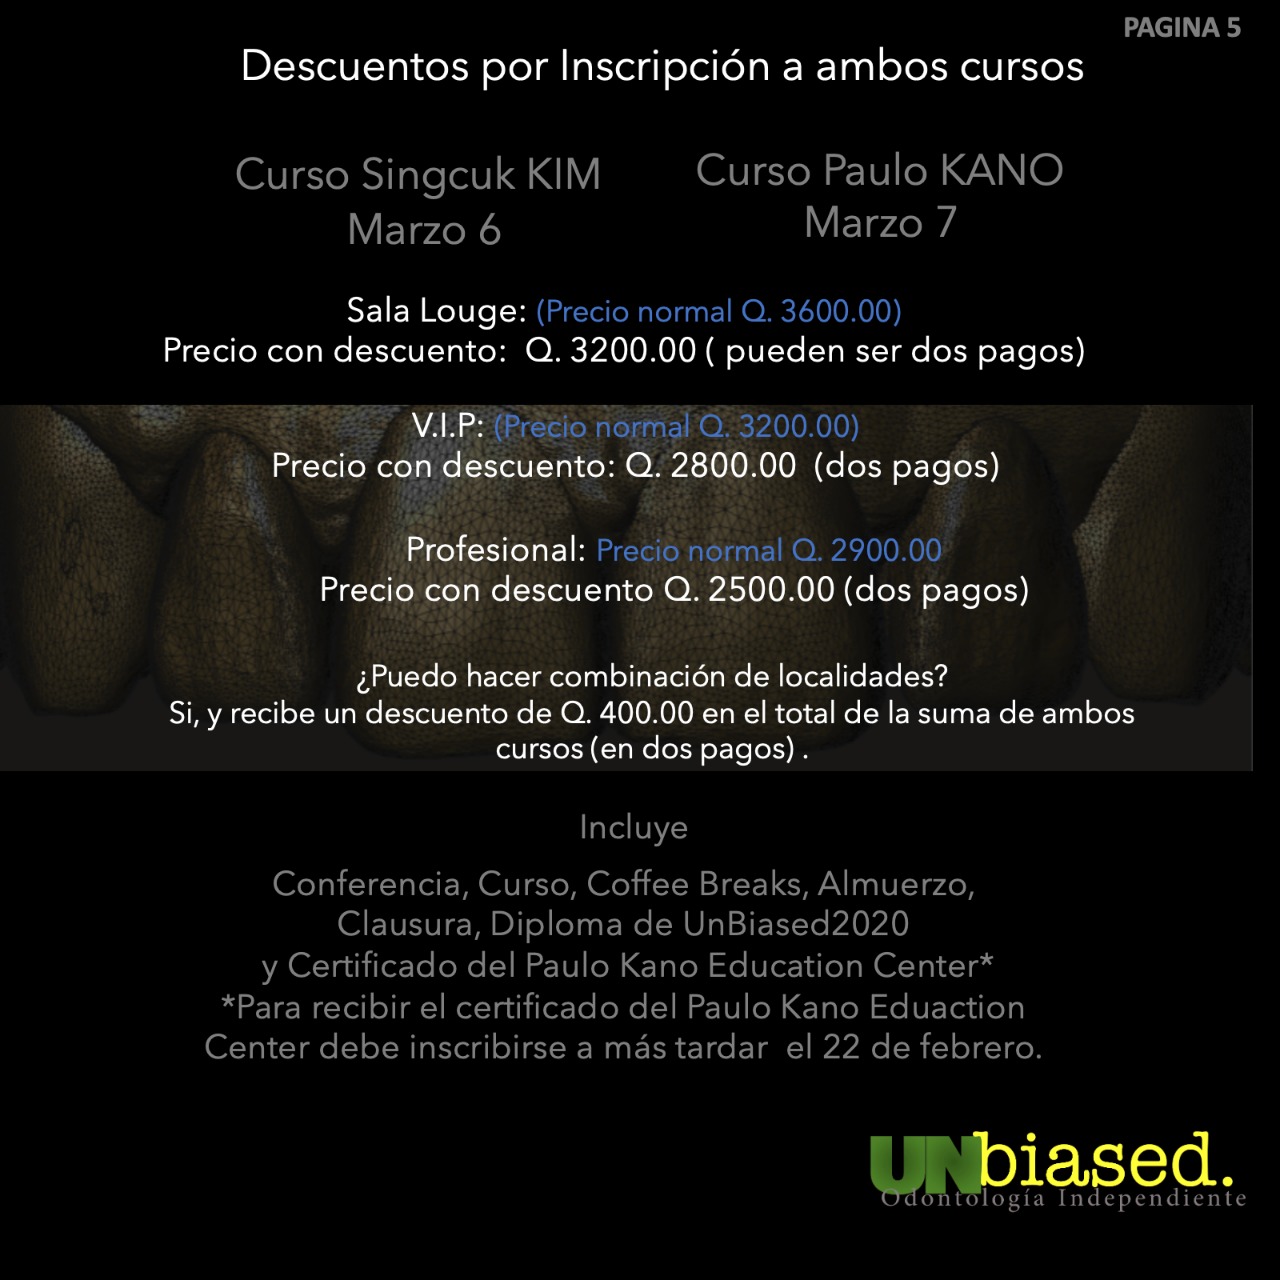 PAGINA 5
Descuentos por Inscripción a ambos cursos
Curso Singcuk KIM
Marzo 6
Curso Paulo KANO
Marzo 7
Sala Louge: (Precio normal Q. 3600.00)
Precio con descuento: Q. 3200.00 ( pueden ser dos pagos)
V.I.P: (Precio normal Q. 3200.00)
Precio con descuento: Q. 2800.00 (dos pagos)
Profesional: Precio normal Q. 2900.00
Precio con descuento Q. 2500.00 (dos pagos)
¿Puedo hacer combinación de localidades?
Si, y recibe un descuento de Q. 400.00 en el total de la suma de ambos
cursos (en dos pagos) .
Incluye
Conferencia, Curso, Coffee Breaks, Almuerzo,
Clausura, Diploma de UnBiased2020
y Certificado del Paulo Kano Education Center*
*Para recibir el certificado del Paulo Kano Eduaction
Center debe inscribirse a más tardar el 22 de febrero.
UNbiased.
Odontología Independiente